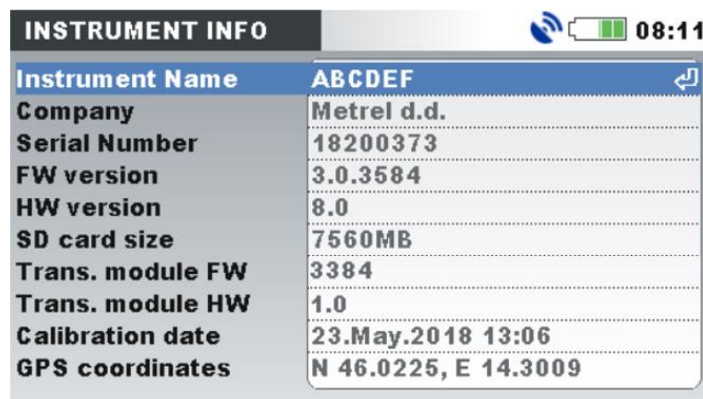 INSTRUMENT INFO 08:11
Instrument Name ABCDEF
Company Metrel d.d.
Serial Number 18200373
FW version 3.0.3584
HW version 8.0
SD card size 7560MB
Trans. module FW 3384
Trans. module HW 1.0
Calibration date 23.May.2018 13:06
GPS coordinates N 46.0225, E 14.3009